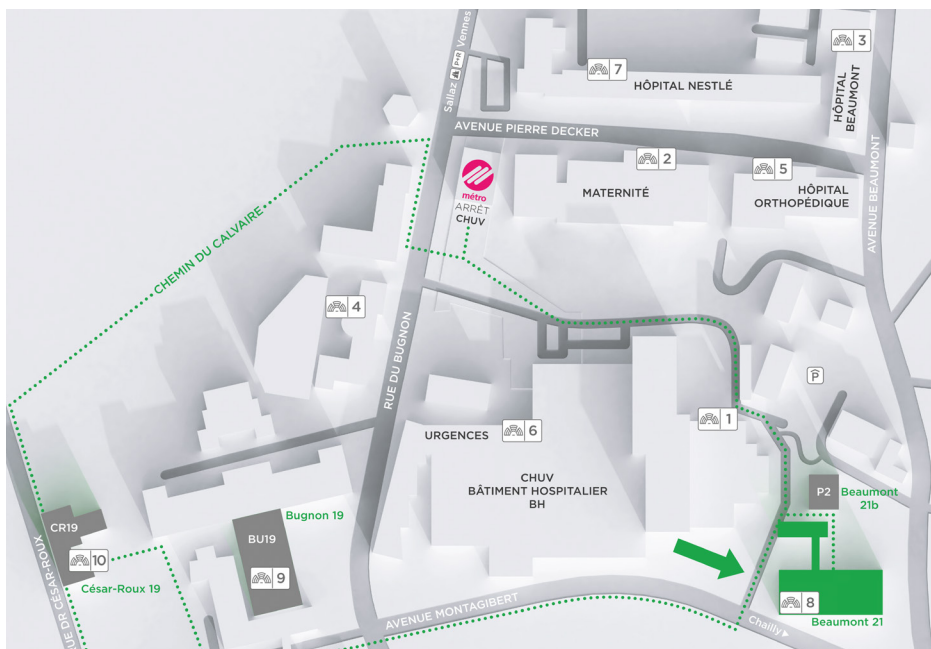 Sallaz P+R Vennes
3
7
HÔPITAL NESTLÉ
HÔPITAL
BEAUMONT
AVENUE PIERRE DECKER
2
5
métro
ARRÊT
CHUV
MATERNITÉ
HÔPITAL
ORTHOPÉDIQUE
AVENUE BEAUMONT
CHEMIN DU CALVAIRE
4
RUE DU BUGNON
P
1
URGENCES
6
CHUV
BÂTIMENT HOSPITALIER
BH
P2
Beaumont
21b
CR19
Bugnon 19
BU19
10
9
César-Roux 19
RUE DR CÉSAR-ROUX
AVENUE MONTAGIBERT
8
Chailly
Beaumont 21